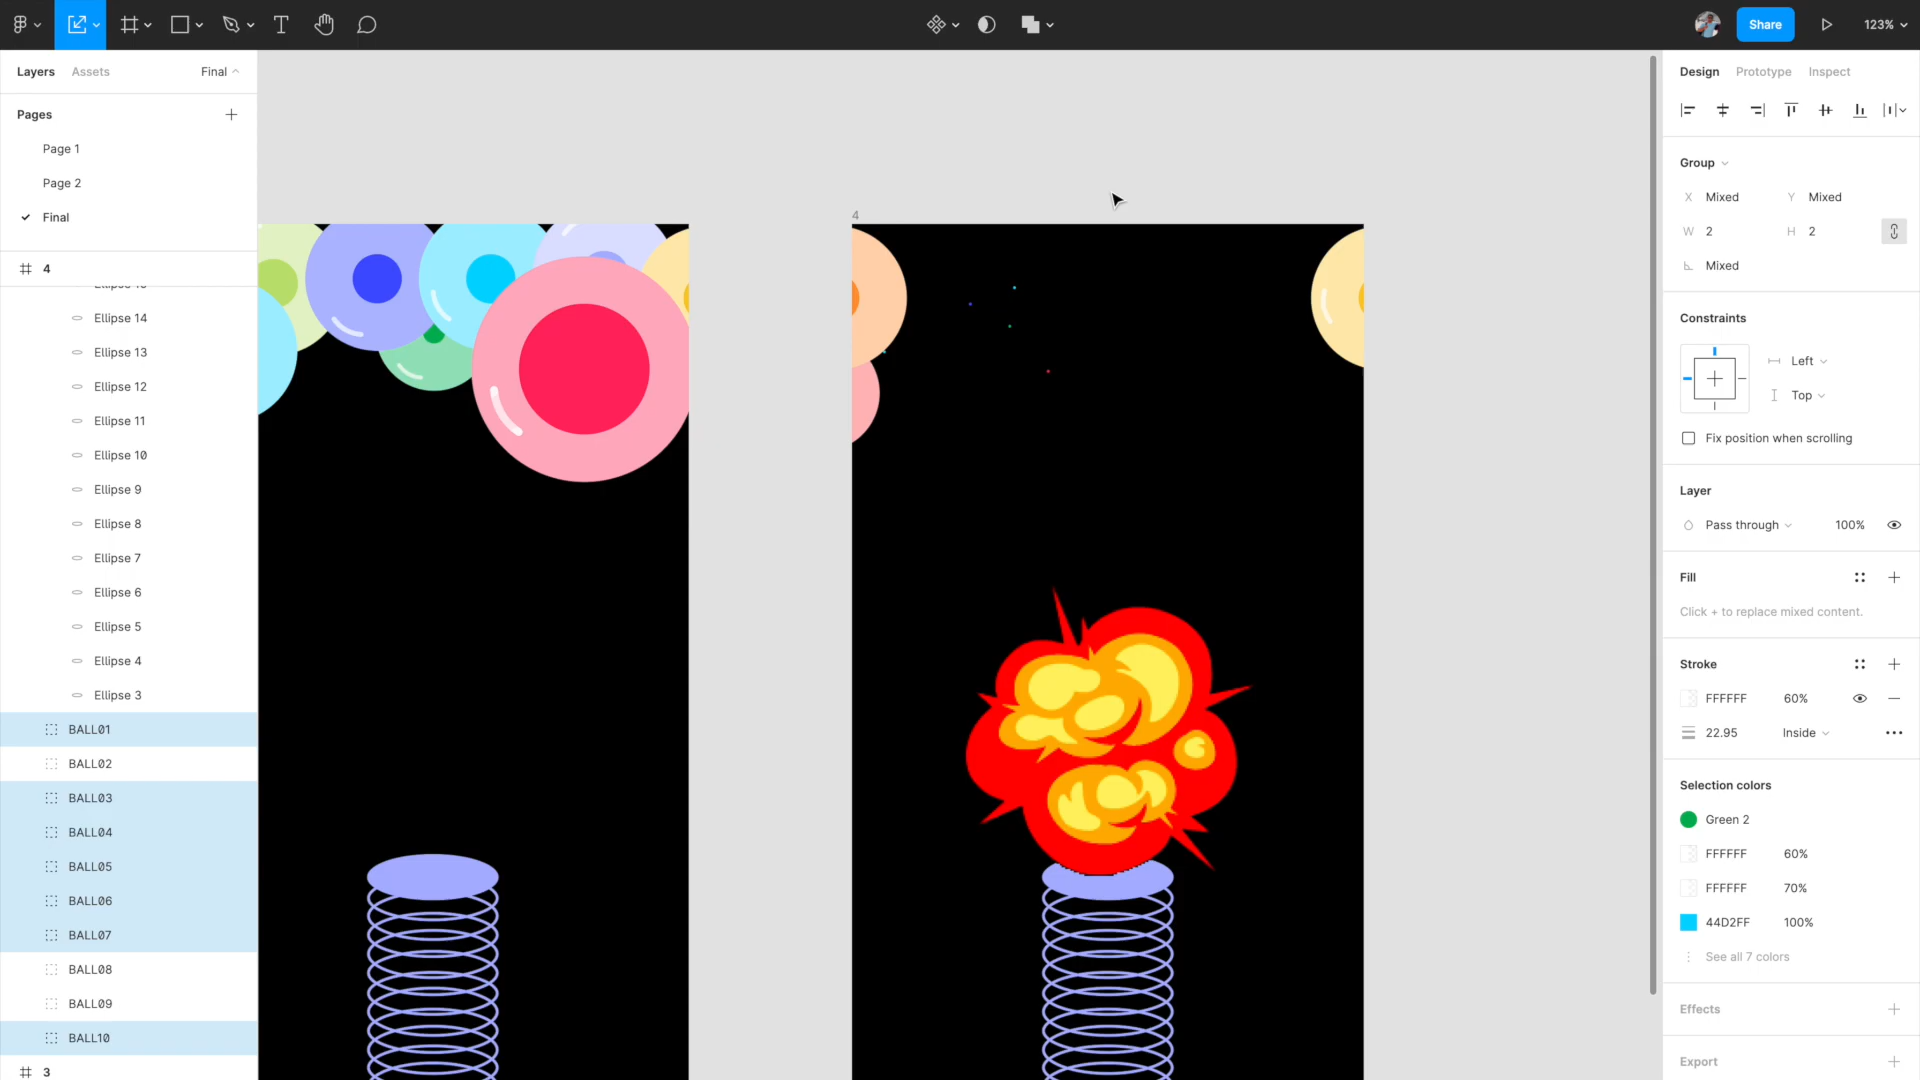 Share
123%
Layers
Assets
Final
Pages
Page 1
Page 2
Final
4
Ellipse 14
Ellipse 13
Ellipse 12
Ellipse 11
Ellipse 10
Ellipse 9
Ellipse 8
Ellipse 7
Ellipse 6
Ellipse 5
Ellipse 4
Ellipse 3
BALL01
BALL02
BALL03
BALL04
BALL05
BALL06
BALL07
BALL08
BALL09
BALL10
3
4
Design
Prototype
Inspect
Group
X Mixed
Y Mixed
W 2
H 2
Mixed
Constraints
Left
Top
Fix position when scrolling
Layer
Pass through 100%
Fill
Click + to replace mixed content.
Stroke
FFFFFF 60%
22.95 Inside
Selection colors
Green 2
FFFFFF 60%
FFFFFF 70%
44D2FF 100%
See all 7 colors
Effects
Export